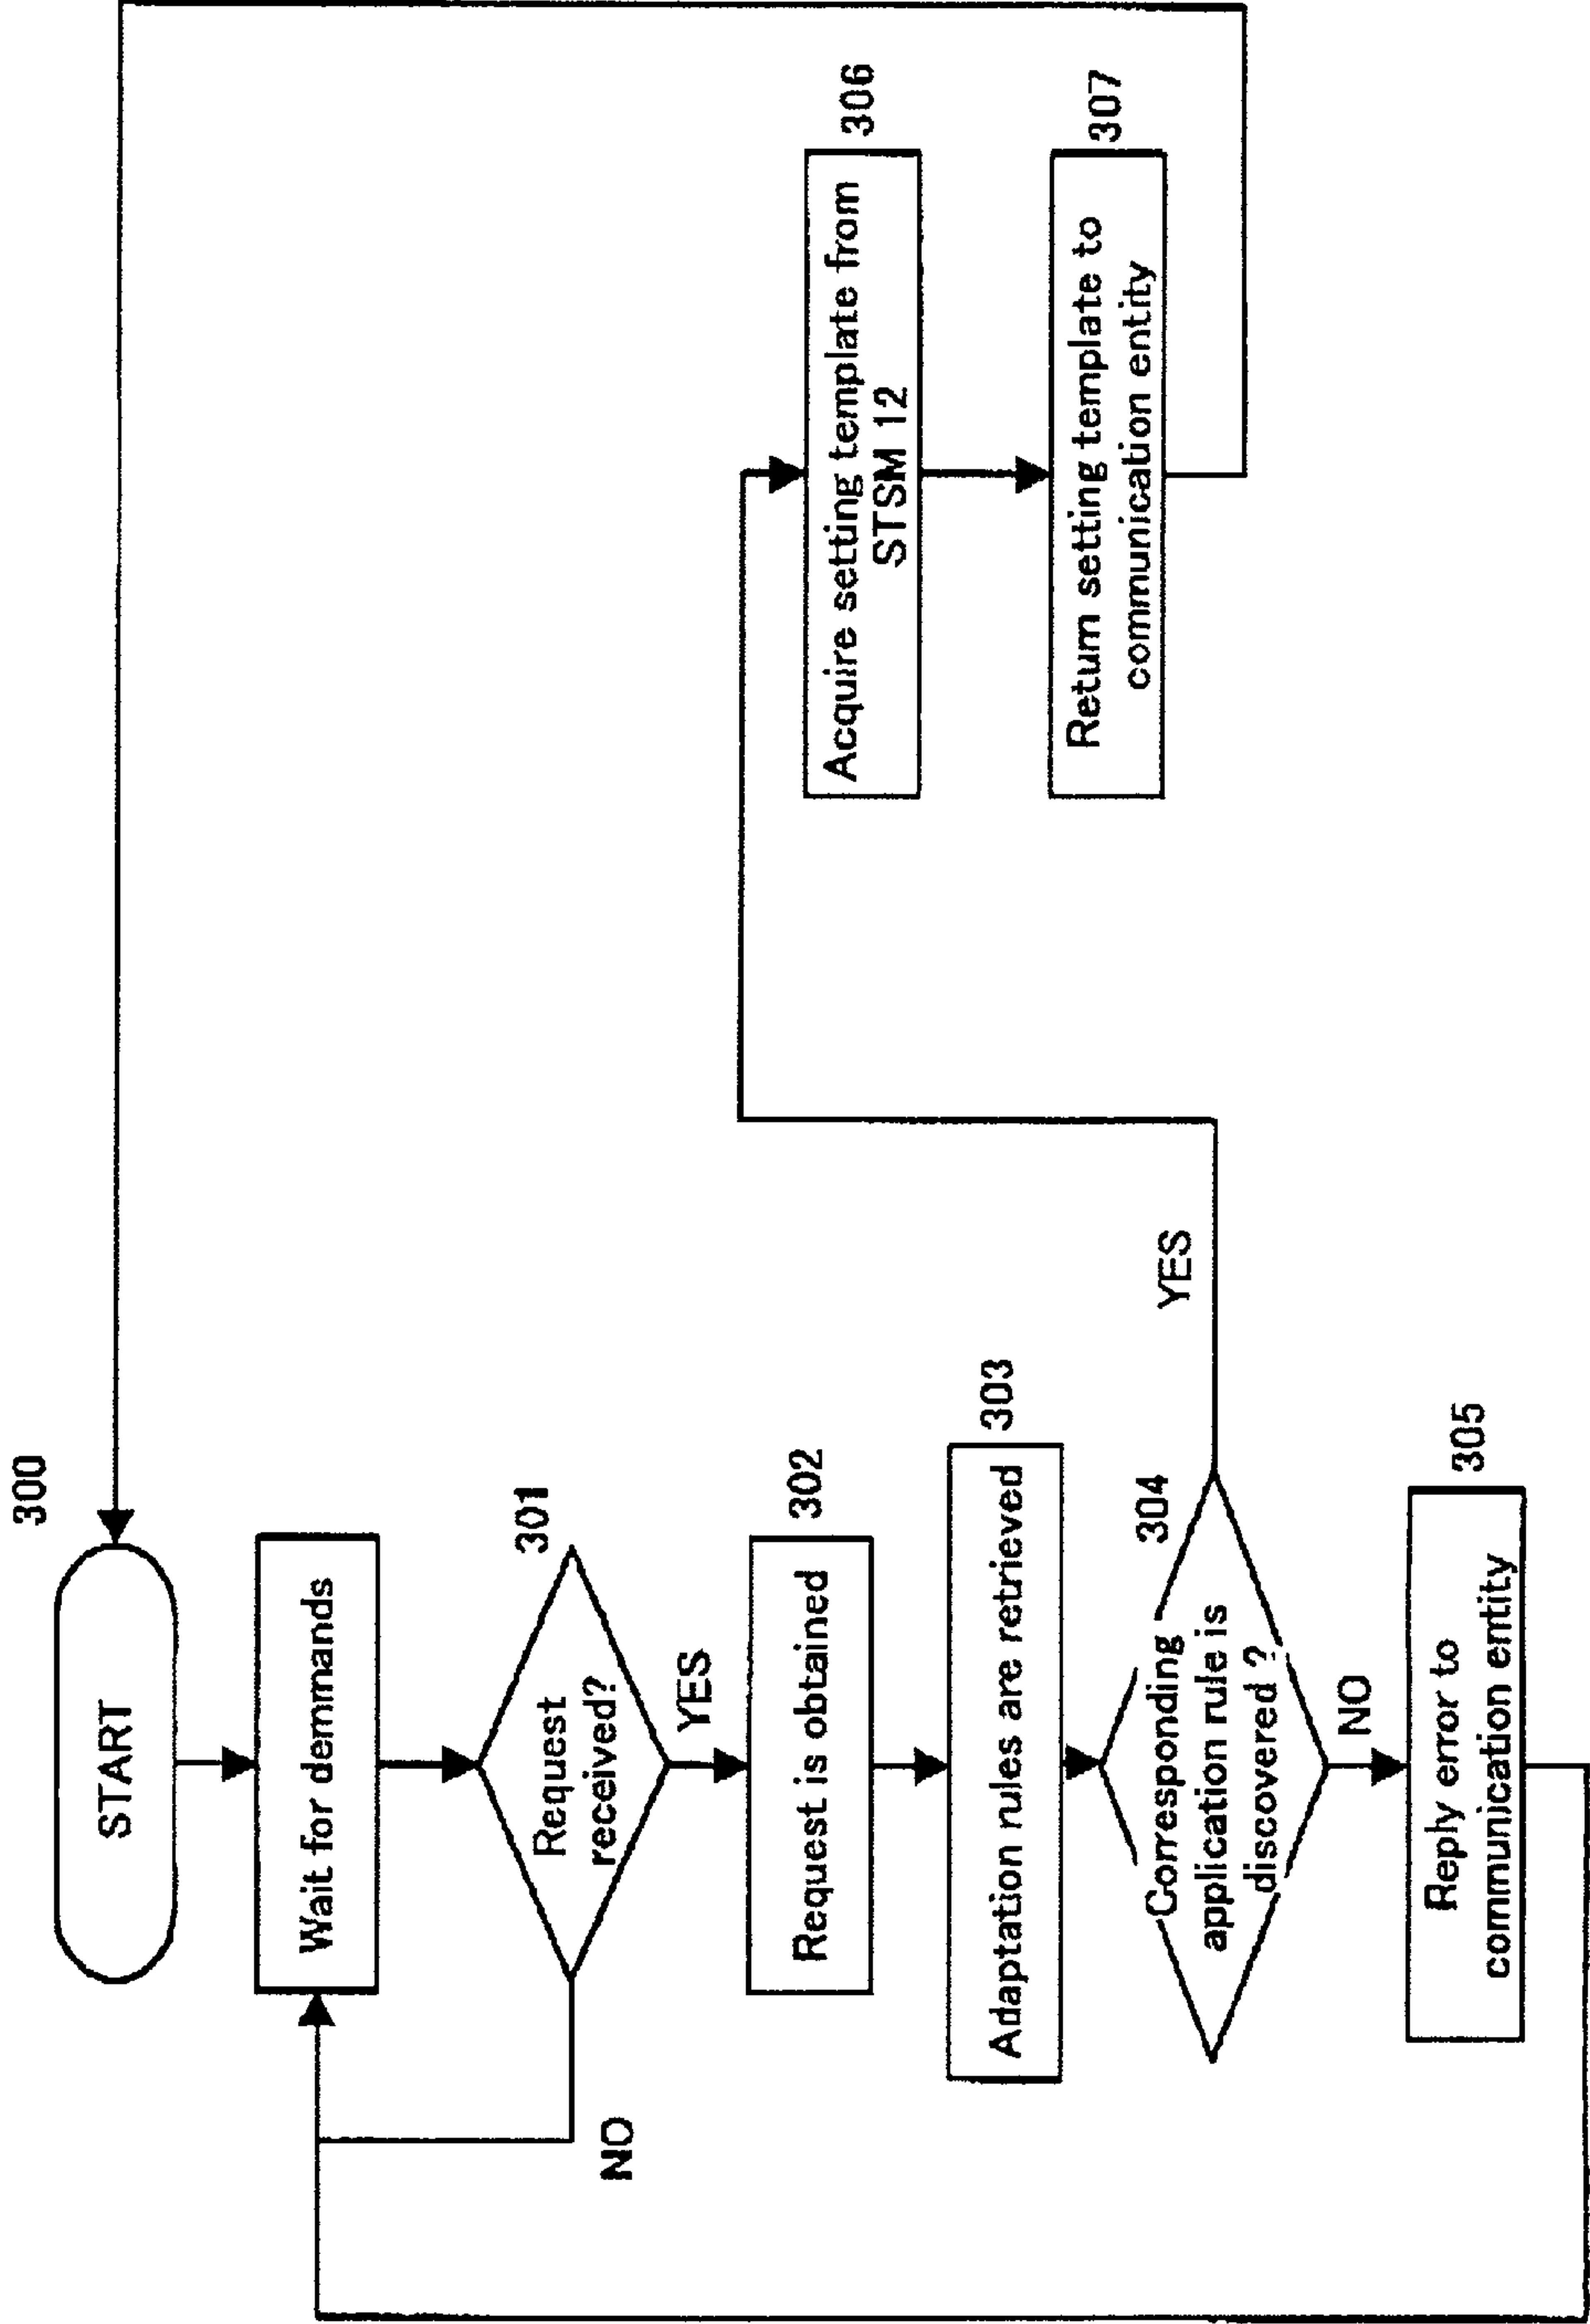 300
START
Wait for demands
301
Request
received?
NO
YES
302
Request is obtained
303
Adaptation rules are retrieved
304
Corresponding
application rule is
discovered ?
YES
NO
305
Reply error to
communication entity
306
Acquire setting template from
STSM 12
307
Return setting template to
communication entity